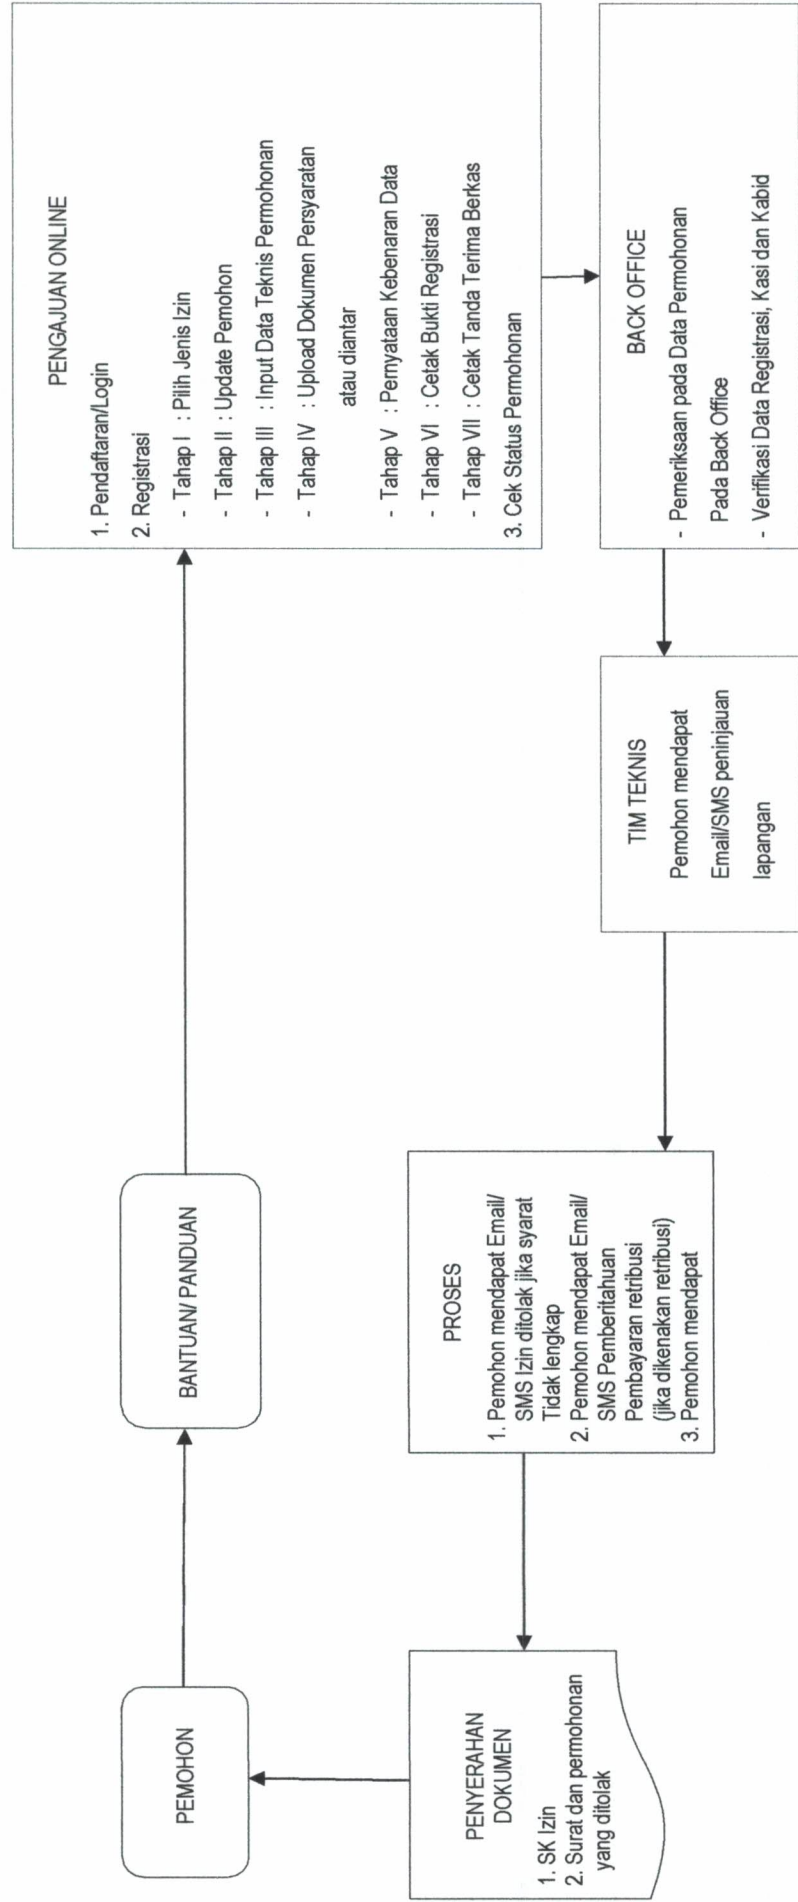 PEMOHON
BANTUAN/ PANDUAN
PENGAJUAN ONLINE
1. Pendaftaran/Login
2. Registrasi
- Tahap I : Pilih Jenis Izin
- Tahap II : Update Pemohon
- Tahap III : Input Data Teknis Permohonan
- Tahap IV : Upload Dokumen Persyaratan
atau diantar
- Tahap V : Pernyataan Kebenaran Data
- Tahap VI : Cetak Bukti Registrasi
- Tahap VII : Cetak Tanda Terima Berkas
3. Cek Status Permohonan
BACK OFFICE
- Pemeriksaan pada Data Permohonan
Pada Back Office
- Verifikasi Data Registrasi, Kasi dan Kabid
TIM TEKNIS
Pemohon mendapat
Email/SMS peninjauan
lapangan
PROSES
1. Pemohon mendapat Email/
SMS Izin ditolak jika syarat
Tidak lengkap
2. Pemohon mendapat Email/
SMS Pemberitahuan
Pembayaran retribusi
(jika dikenakan retribusi)
3. Pemohon mendapat
PENYERAHAN
DOKUMEN
1. SK Izin
2. Surat dan permohonan
yang ditolak